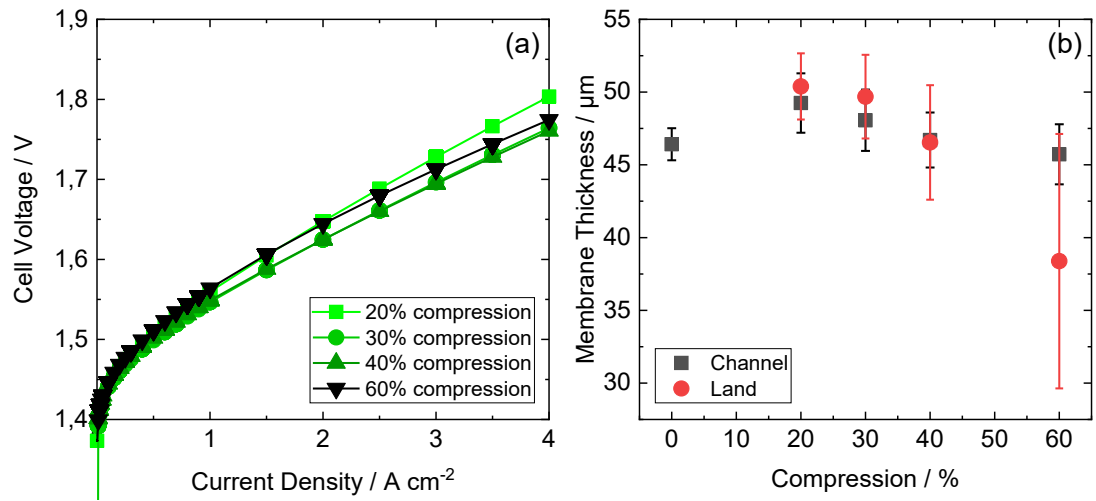 (a)
1,9
1,8
1,7
1,6
1,5
1,4
Cell Voltage / V
20% compression
30% compression
40% compression
60% compression
1 2 3 4
Current Density / A cm-2
(b)
55
50
45
40
35
30
Membrane Thickness / µm
Channel
Land
0 10 20 30 40 50 60
Compression / %